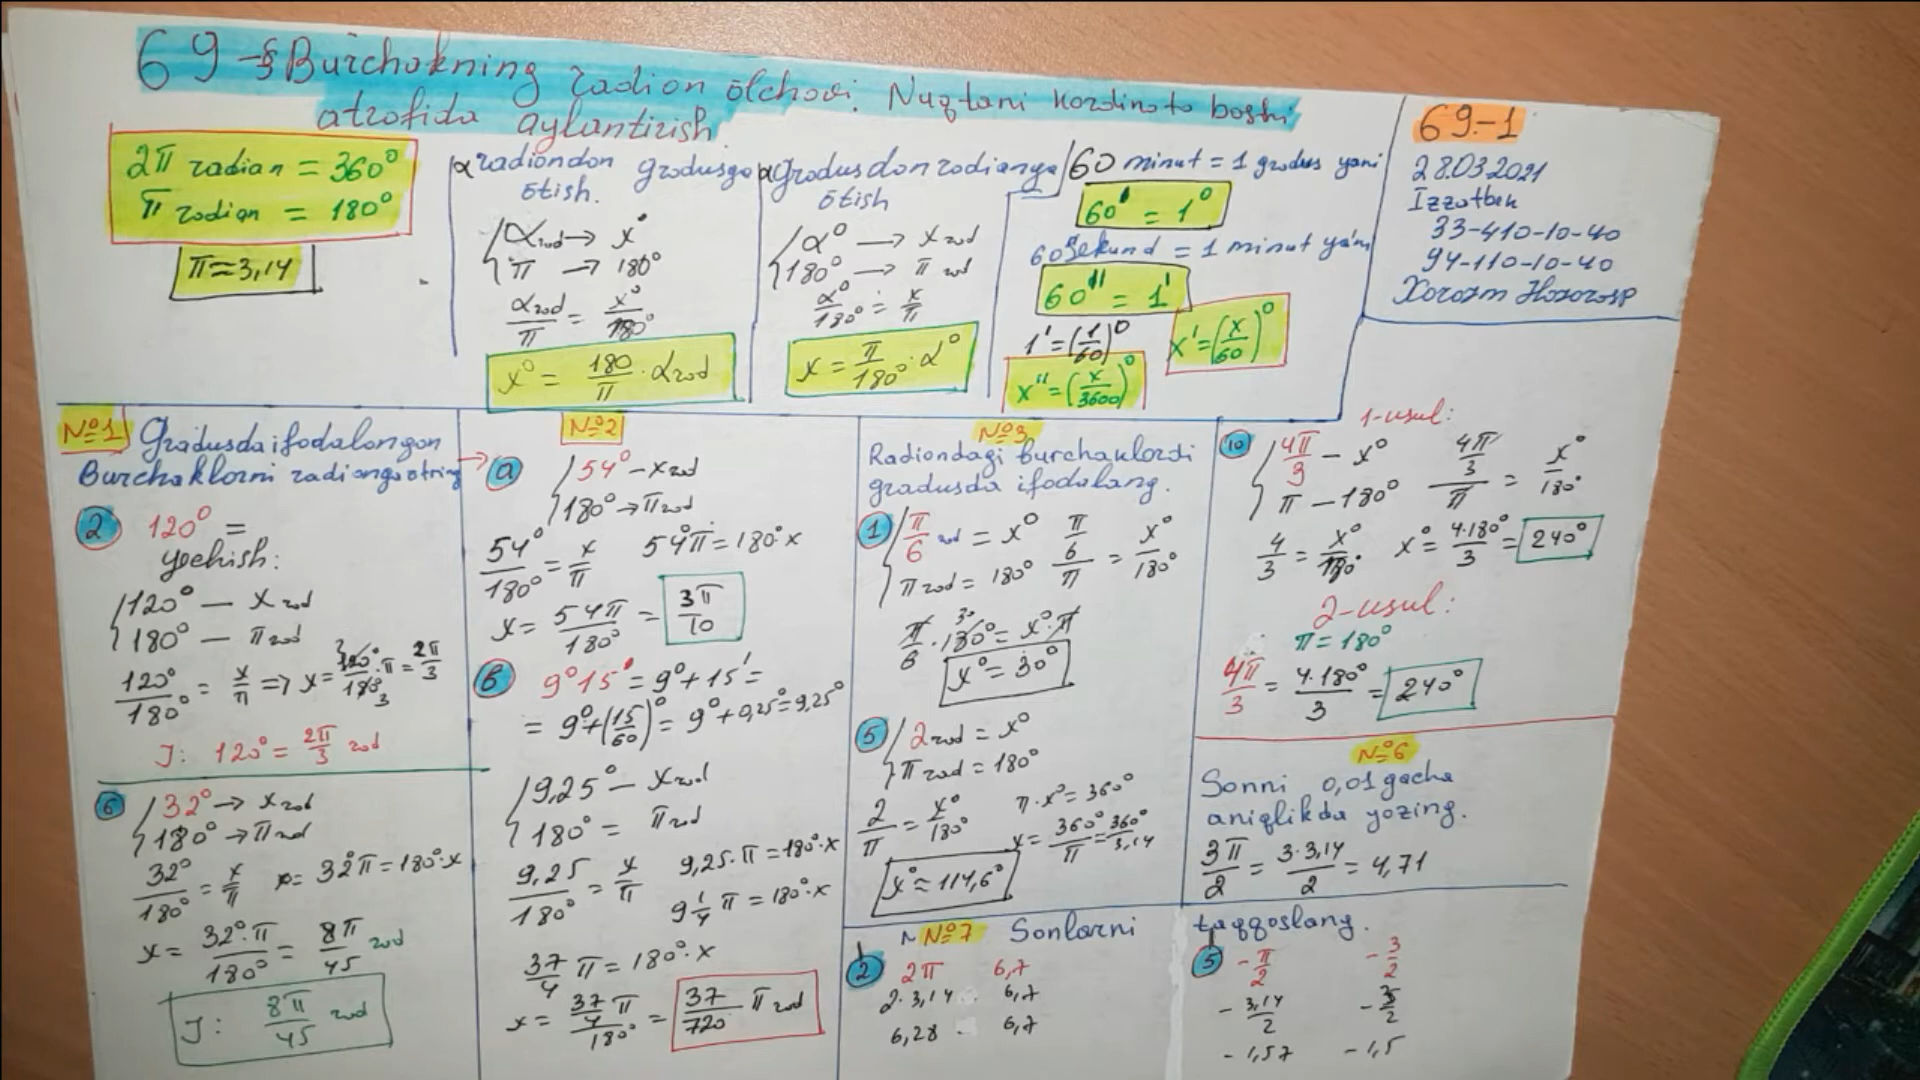 69-§ Burchakning radian ölchovi. Nuqtani kordinata boshi
atrofida aylantirish
2π radian = 360°
π radian = 180°
π=3,14
α radiandan gradusga
ötish.
αrad → x°
π → 180°
αrad/π = x°/180°
x° = 180/π · αrad
α gradusdan radianga
ötish
α° → x rad
180° → π rad
α°/180° = x/π
x = π/180° · α°
60 minut = 1 gradus yani
60' = 1°
60 sekund = 1 minut yani
60'' = 1'
1' = (1/60)°
x' = (x/60)°
x'' = (x/3600)°
69-1
28.03.2021
Izzatbek
33-410-10-40
94-110-10-40
Xorazm Hazorasp
№1 Gradusda ifodalangan
Burchaklarni radianga otring
2 120° =
yechish:
120° — x rad
180° — π rad
120°/180° = x/π => x = 120°·π/180° = 2π/3
J: 120° = 2π/3 rad
6 32° → x rad
180° → π rad
32°/180° = x/π 32°π = 180°·x
x = 32°·π/180° = 8π/45 rad
J: 8π/45 rad
№2
a 54° — x rad
180° → π rad
54°/180° = x/π 54°π = 180°·x
x = 54π/180° = 3π/10
б 9°15' = 9°+15' =
= 9°+(15/60)° = 9°+0,25° = 9,25°
9,25° — x rad
180° = π rad
9,25/180° = x/π 9,25·π = 180°·x
9 1/4 π = 180°·x
37/4 π = 180°·x
x = 37/4 π/180° = 37/720 π rad
№3
Radiandagi burchaklardi
gradusda ifodalang.
1 π/6 rad = x°
π rad = 180°
π/6/π = x°/180°
π/6 · 180° = x°·π
x° = 30°
5 2 rad = x°
π rad = 180°
2/π = x°/180° π·x° = 360°
x = 360°/π = 360°/3,14
x° ≈ 114,6°
1-usul:
10 4π/3 — x°
π — 180°
4π/3/π = x°/180°
4/3 = x°/180° x° = 4·180°/3 = 240°
2-usul:
π = 180°
4π/3 = 4·180°/3 = 240°
№6
Sonni 0,01 gacha
aniqlikda yozing.
3π/2 = 3·3,14/2 = 4,71
№7 Sonlarni taqqoslang.
2 2π 6,7
2·3,14 6,7
6,28 6,7
5 -π/2 -3/2
-3,14/2 -3/2
-1,57 -1,5